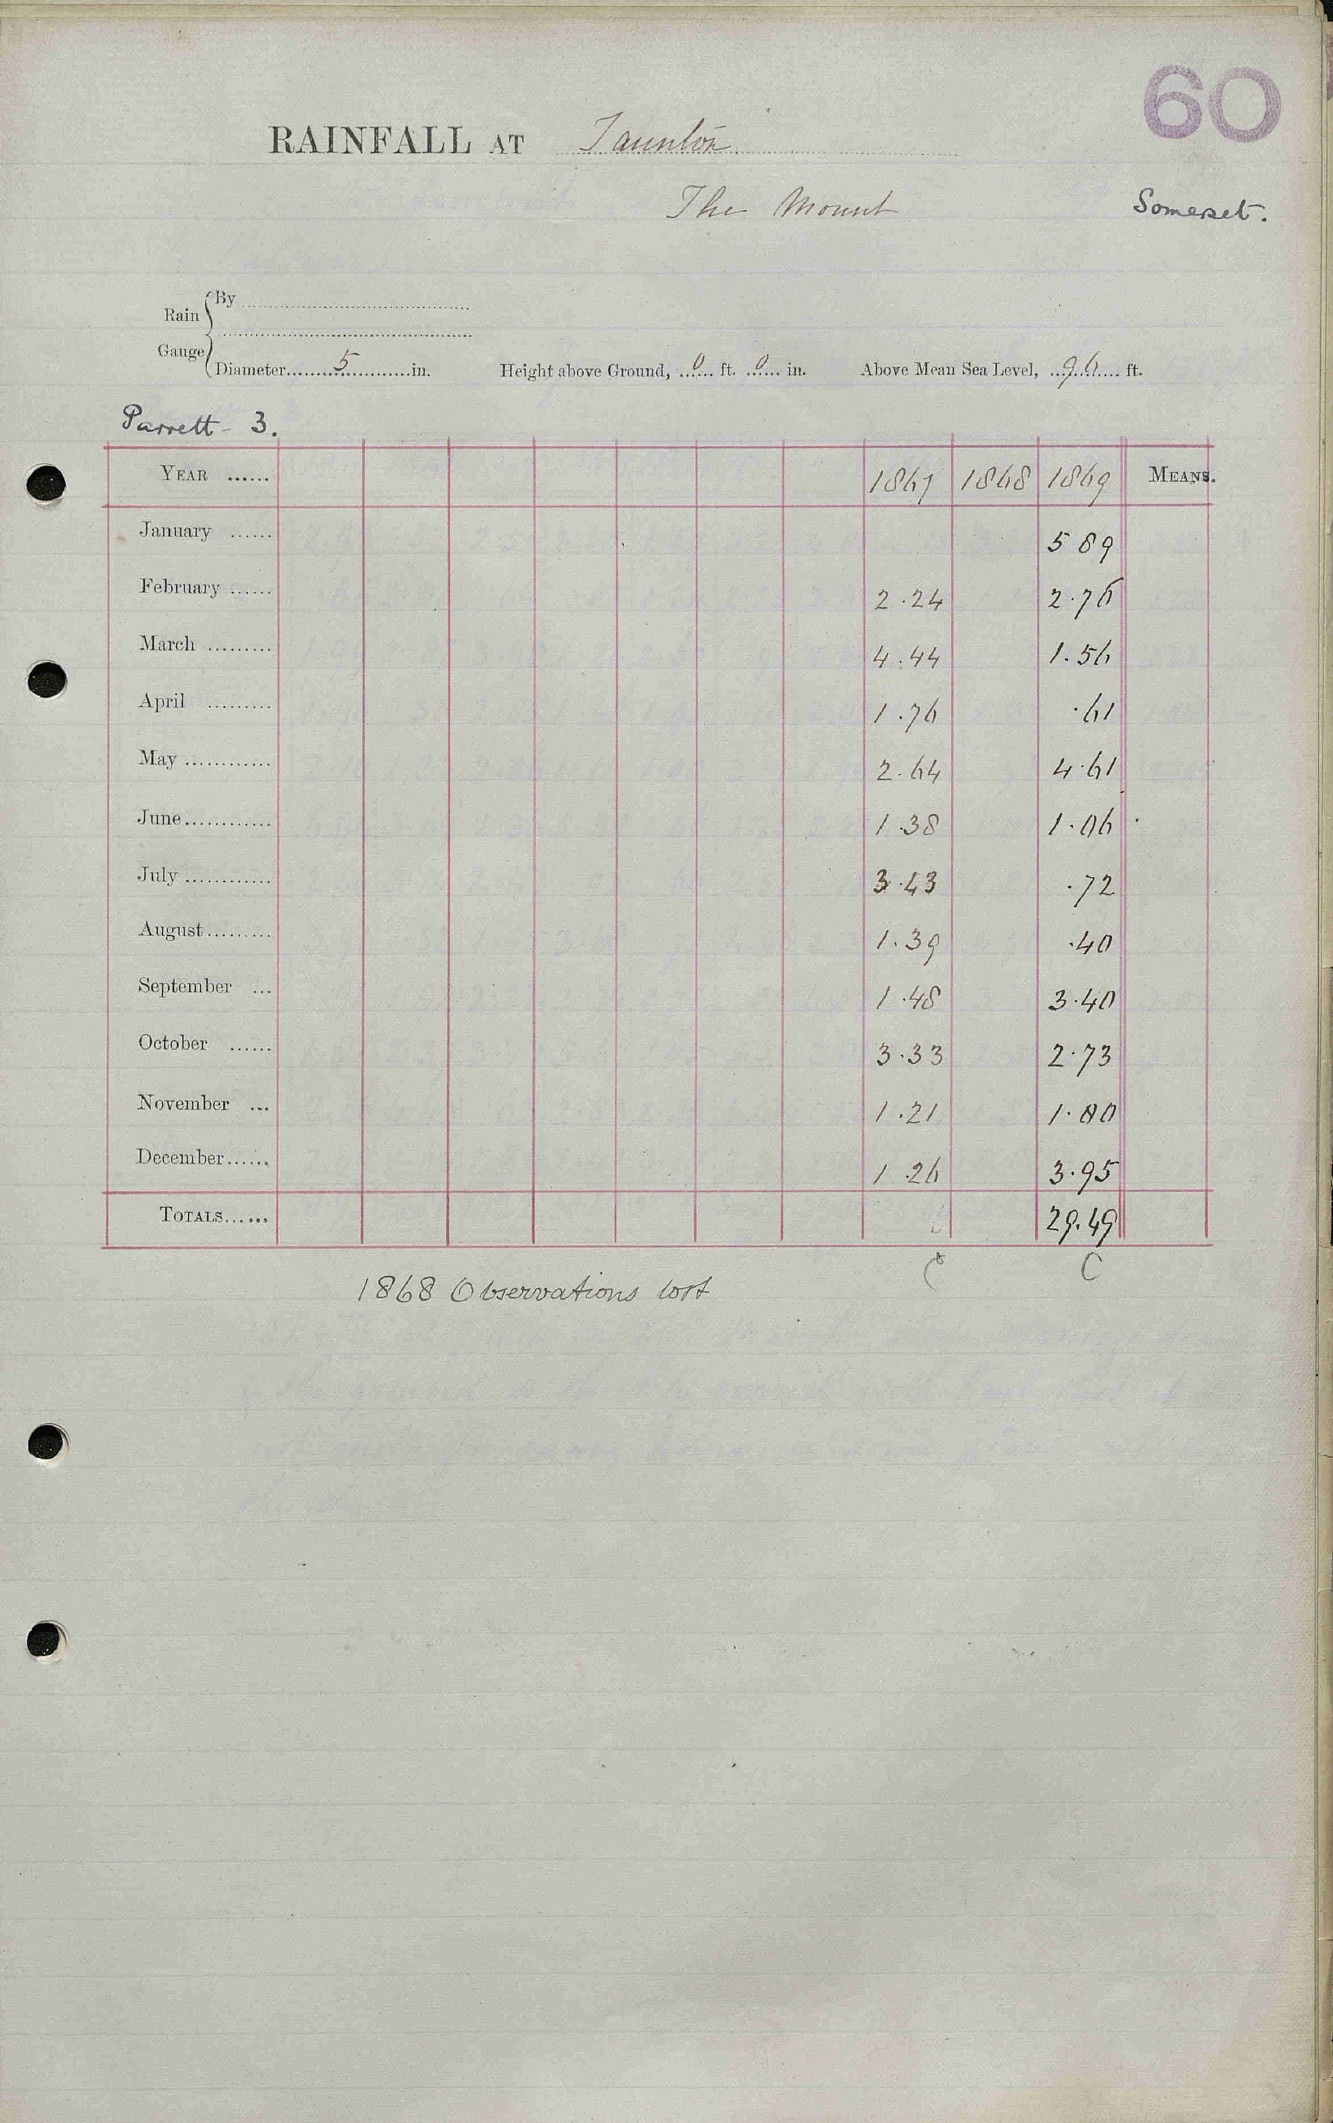 60
RAINFALL AT Taunton
The Mount
Somerset.
Rain Gauge
By
Diameter 5 in. Height above Ground, 0 ft. 0 in. Above Mean Sea Level, 96 ft.
Parrett - 3.
YEAR 1867 1868 1869 MEANS.
January 5 89
February 2.24 2.76
March 4.44 1.56
April 1.76 .61
May 2.64 4.61
June 1.38 1.06
July 3.43 .72
August 1.39 .40
September 1.48 3.40
October 3.33 2.73
November 1.21 1.80
December 1.26 3.95
TOTALS 29.49
C C
1868 Observations lost